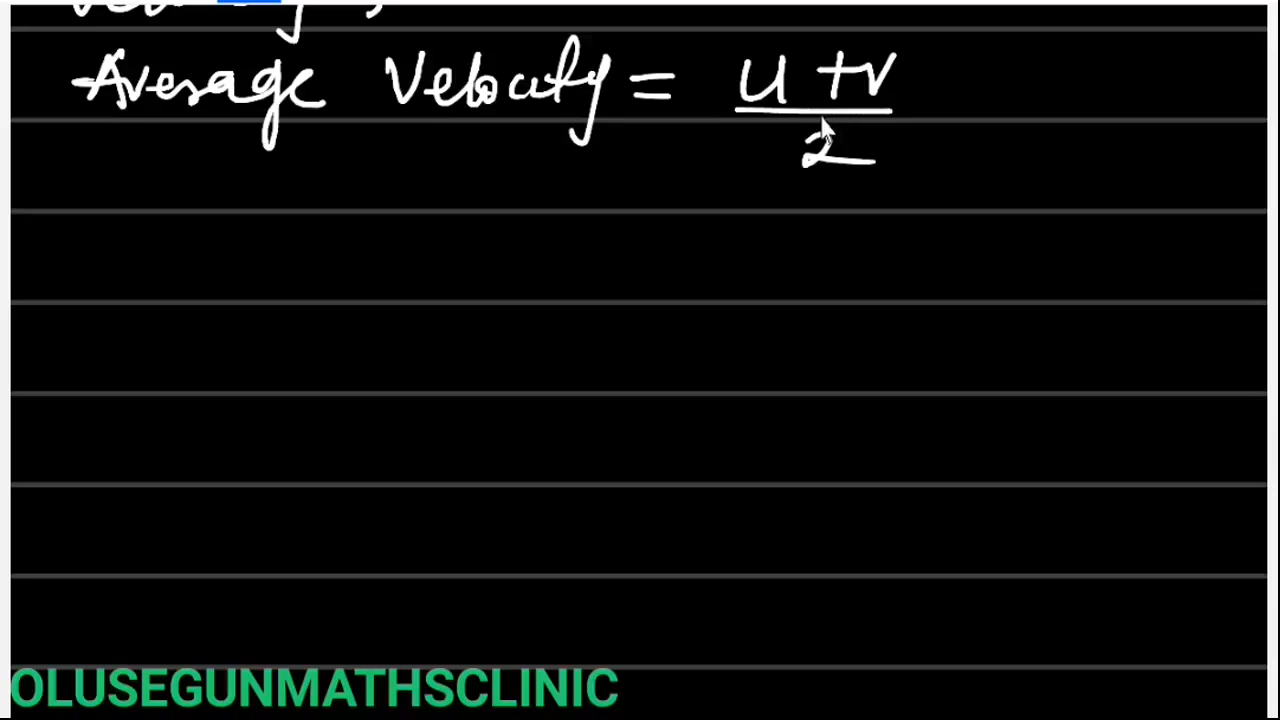 Average Velocity = u + v
2
OLUSEGUNMATHSCLINIC